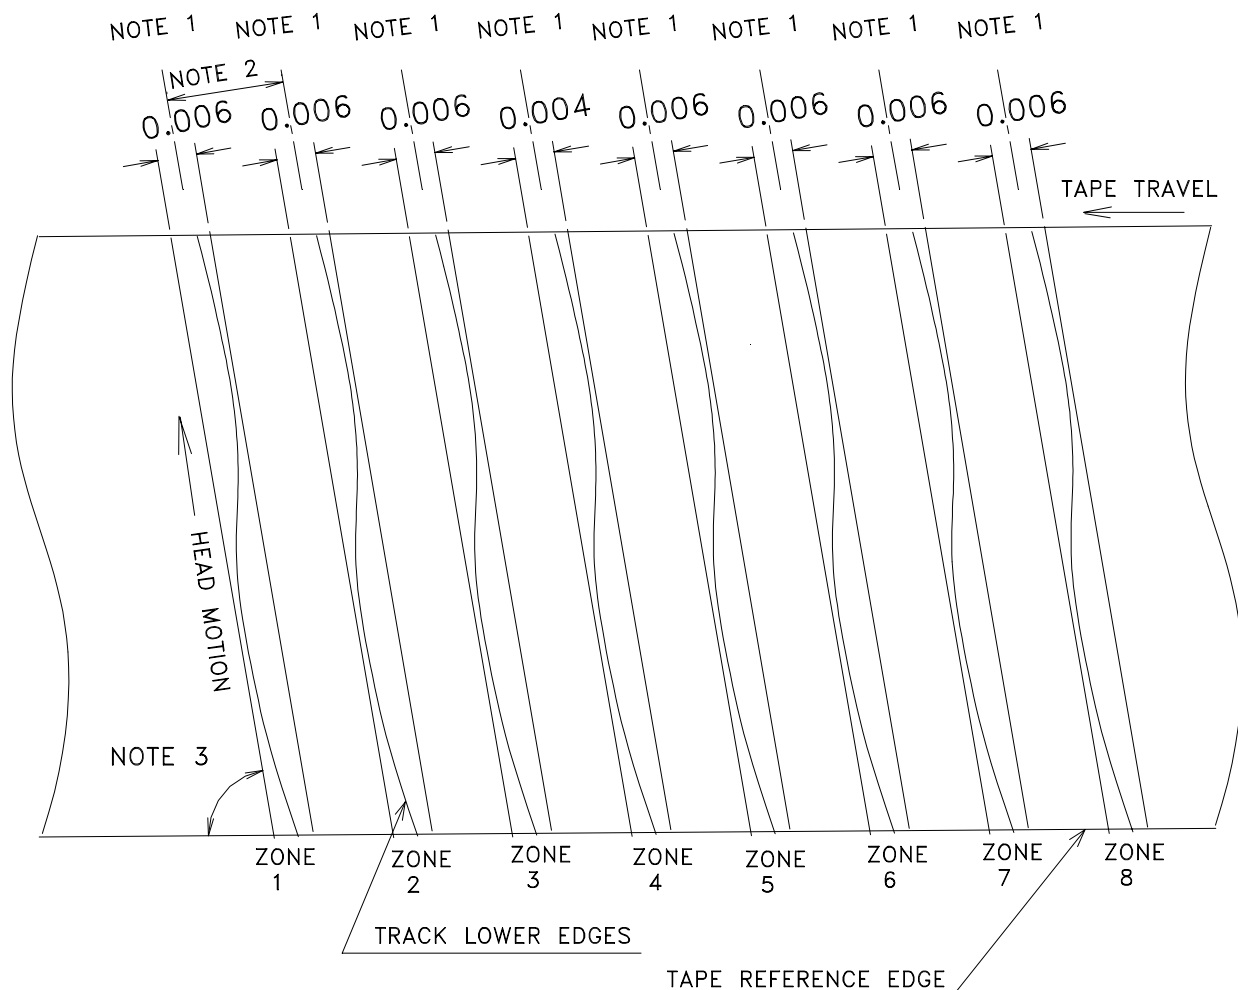 NOTE 1 NOTE 1 NOTE 1 NOTE 1 NOTE 1 NOTE 1 NOTE 1 NOTE 1
NOTE 2
0.006 0.006 0.006 0.004 0.006 0.006 0.006 0.006
TAPE TRAVEL
HEAD MOTION
NOTE 3
ZONE 1
ZONE 2
ZONE 3
ZONE 4
ZONE 5
ZONE 6
ZONE 7
ZONE 8
TRACK LOWER EDGES
TAPE REFERENCE EDGE